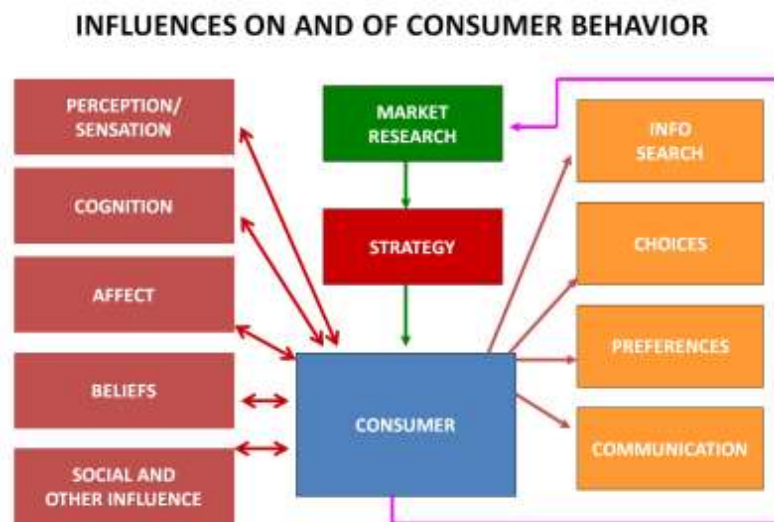 INFLUENCES ON AND OF CONSUMER BEHAVIOR
PERCEPTION/
SENSATION
COGNITION
AFFECT
BELIEFS
SOCIAL AND
OTHER INFLUENCE
MARKET
RESEARCH
STRATEGY
CONSUMER
INFO
SEARCH
CHOICES
PREFERENCES
COMMUNICATION